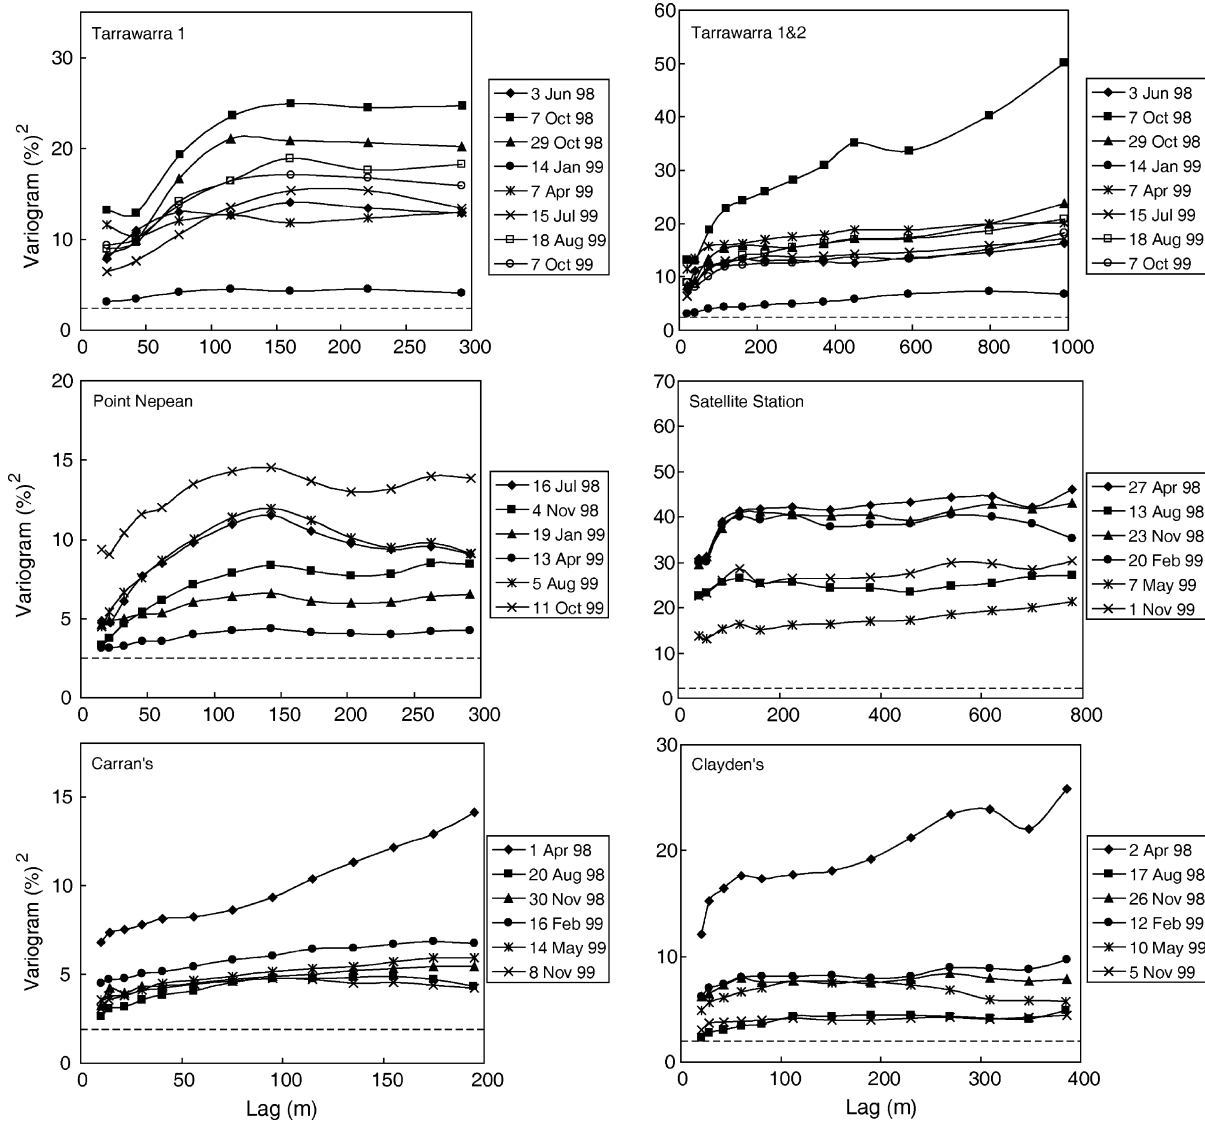 Tarrawarra 1
Variogram (%)2
30
20
10
0
0 50 100 150 200 250 300
3 Jun 98
7 Oct 98
29 Oct 98
14 Jan 99
7 Apr 99
15 Jul 99
18 Aug 99
7 Oct 99
Tarrawarra 1&2
60
50
40
30
20
10
0
0 200 400 600 800 1000
3 Jun 98
7 Oct 98
29 Oct 98
14 Jan 99
7 Apr 99
15 Jul 99
18 Aug 99
7 Oct 99
Point Nepean
Variogram (%)2
20
15
10
5
0
0 50 100 150 200 250 300
16 Jul 98
4 Nov 98
19 Jan 99
13 Apr 99
5 Aug 99
11 Oct 99
Satellite Station
70
60
50
40
30
20
10
0
200 400 600 800
27 Apr 98
13 Aug 98
23 Nov 98
20 Feb 99
7 May 99
1 Nov 99
Carran's
Variogram (%)2
15
10
5
0
0 50 100 150 200
Lag (m)
1 Apr 98
20 Aug 98
30 Nov 98
16 Feb 99
14 May 99
8 Nov 99
Clayden's
30
20
10
0
0 100 200 300 400
Lag (m)
2 Apr 98
17 Aug 98
26 Nov 98
12 Feb 99
10 May 99
5 Nov 99